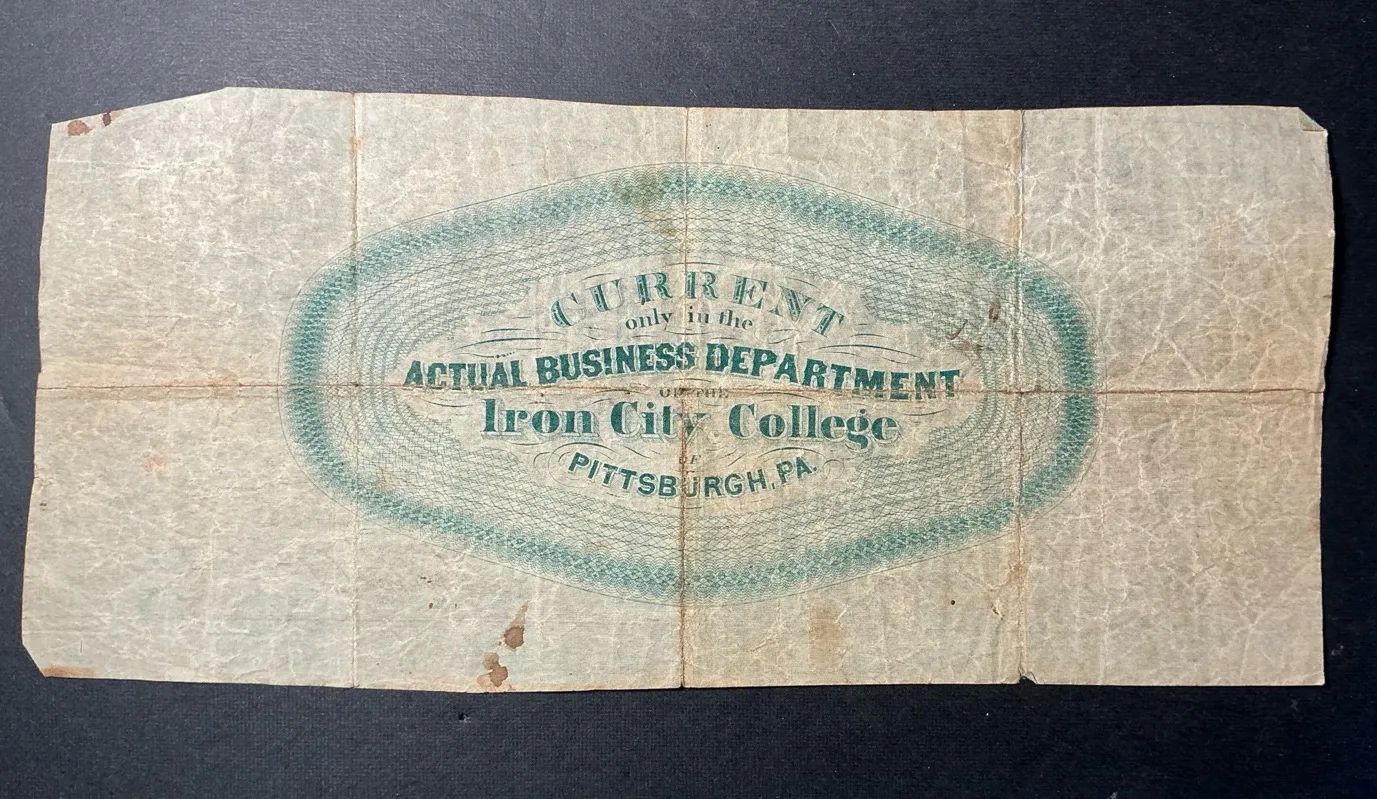 CURRENT
only in the
ACTUAL BUSINESS DEPARTMENT
OF THE
Iron City College
OF
PITTSBURGH, PA.